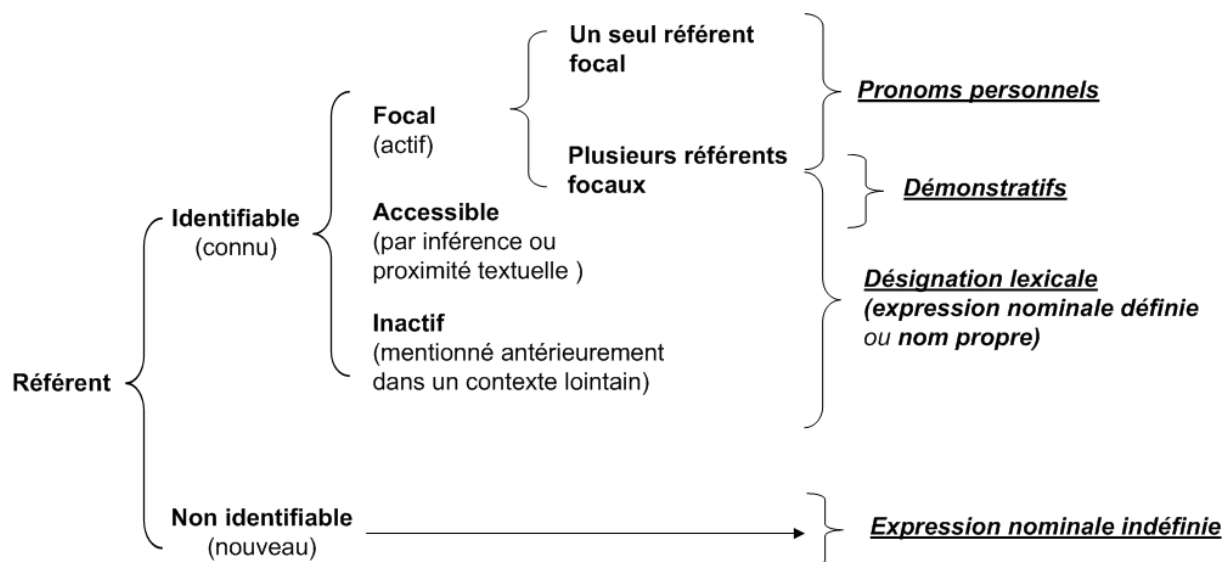 Un seul référent
focal
Pronoms personnels
Focal
(actif)
Plusieurs référents
focaux
Démonstratifs
Identifiable
(connu)
Accessible
(par inférence ou
proximité textuelle )
Désignation lexicale
(expression nominale définie
ou nom propre)
Inactif
(mentionné antérieurement
dans un contexte lointain)
Référent
Non identifiable
(nouveau)
Expression nominale indéfinie